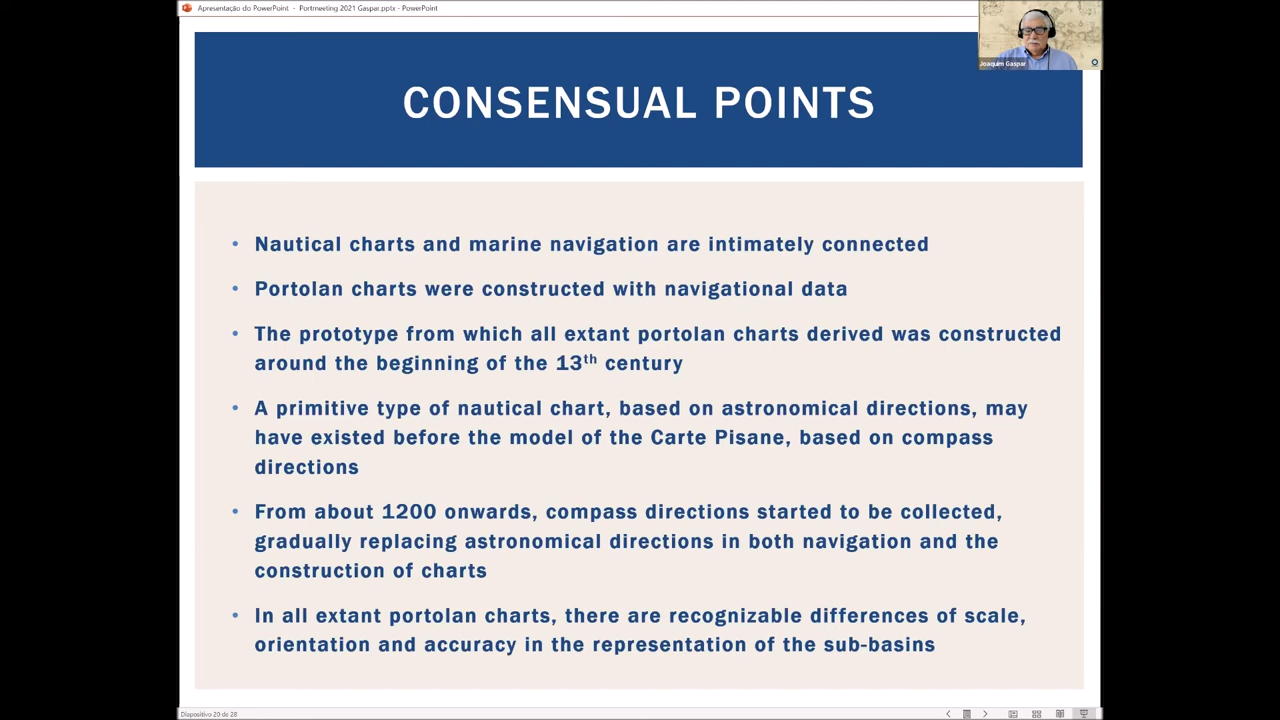 Apresentação do PowerPoint - Portmeeting 2021 Gaspar.pptx - PowerPoint
Joaquim Gaspar
CONSENSUAL POINTS
• Nautical charts and marine navigation are intimately connected
• Portolan charts were constructed with navigational data
• The prototype from which all extant portolan charts derived was constructed
around the beginning of the 13th century
• A primitive type of nautical chart, based on astronomical directions, may
have existed before the model of the Carte Pisane, based on compass
directions
• From about 1200 onwards, compass directions started to be collected,
gradually replacing astronomical directions in both navigation and the
construction of charts
• In all extant portolan charts, there are recognizable differences of scale,
orientation and accuracy in the representation of the sub-basins
Diapositivo 20 de 28